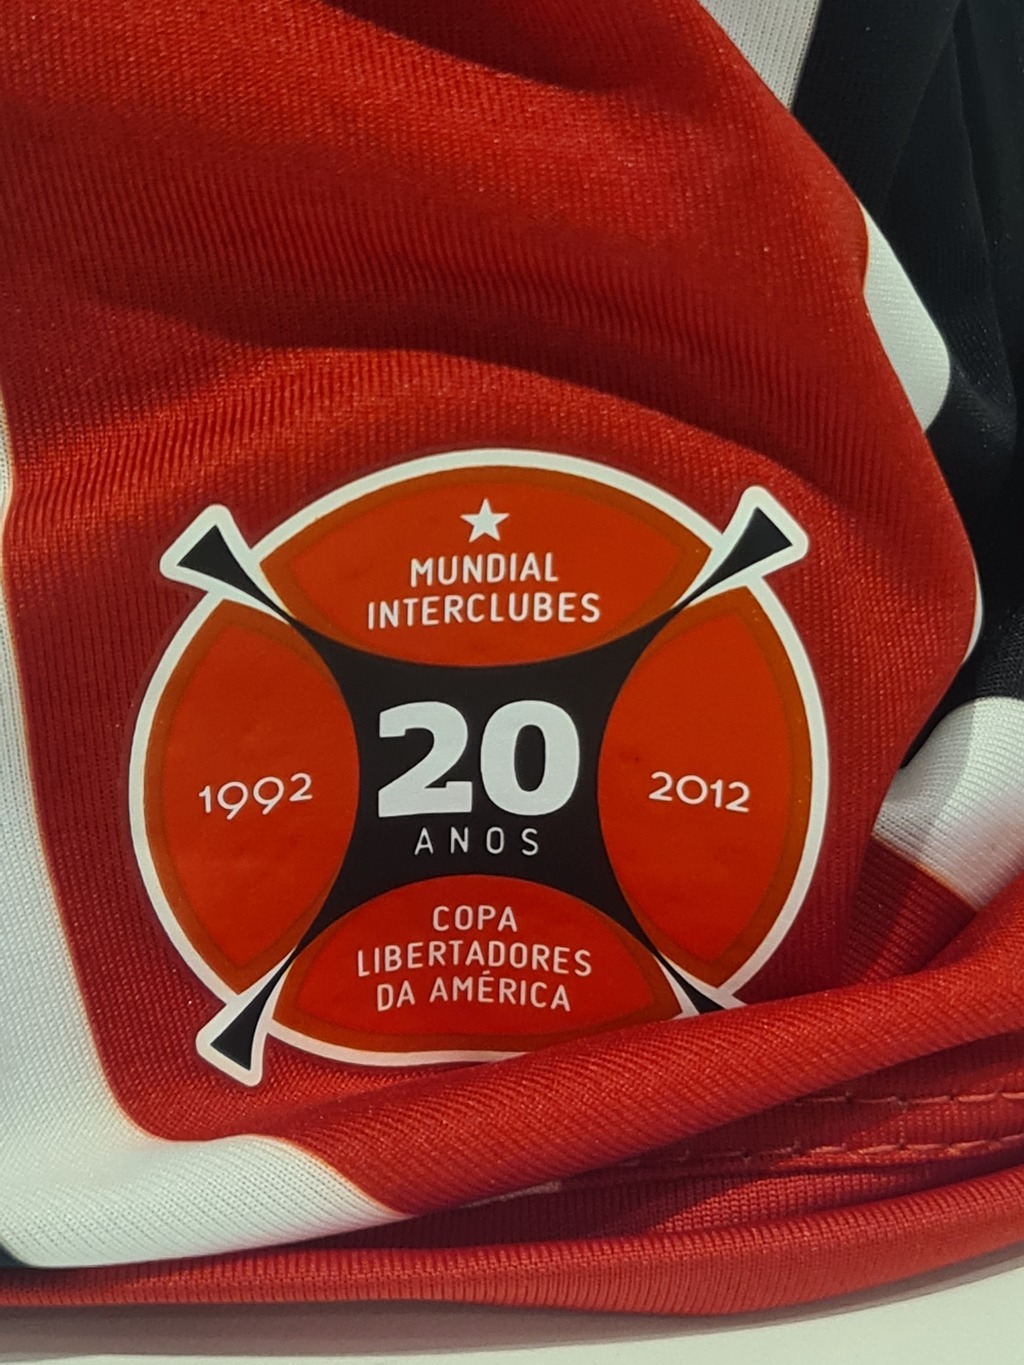 MUNDIAL
INTERCLUBES
1992
20
ANOS
2012
COPA
LIBERTADORES
DA AMÉRICA